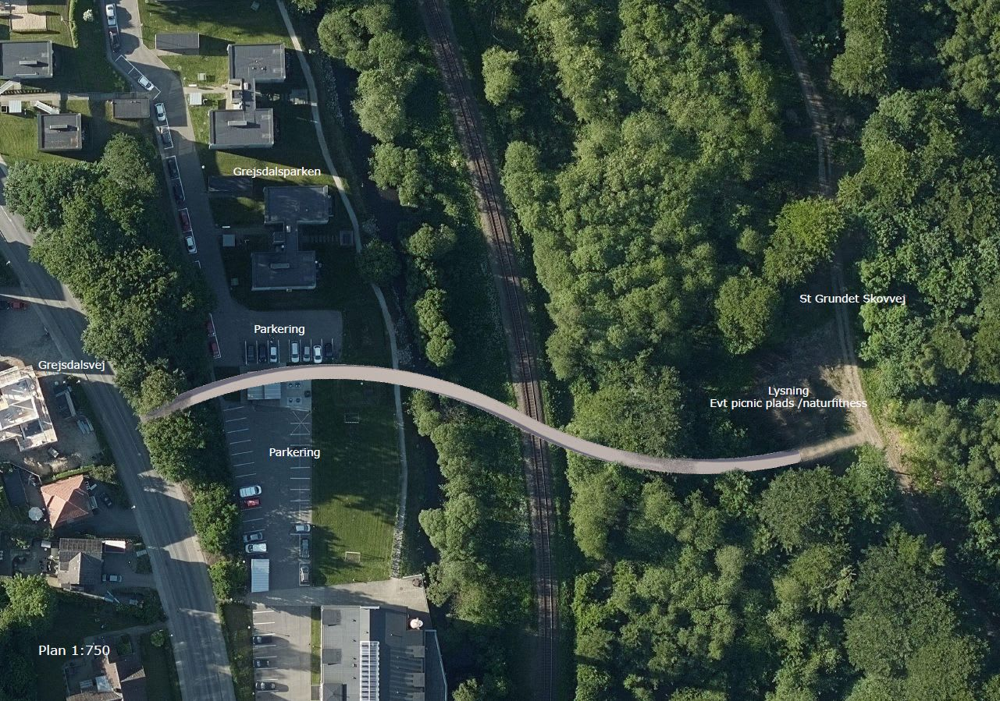 Grejsdalsparken
St Grundet Skovvej
Parkering
Grejsdalsvej
Lysning
Evt picnic plads /naturfitness
Parkering
Plan 1:750